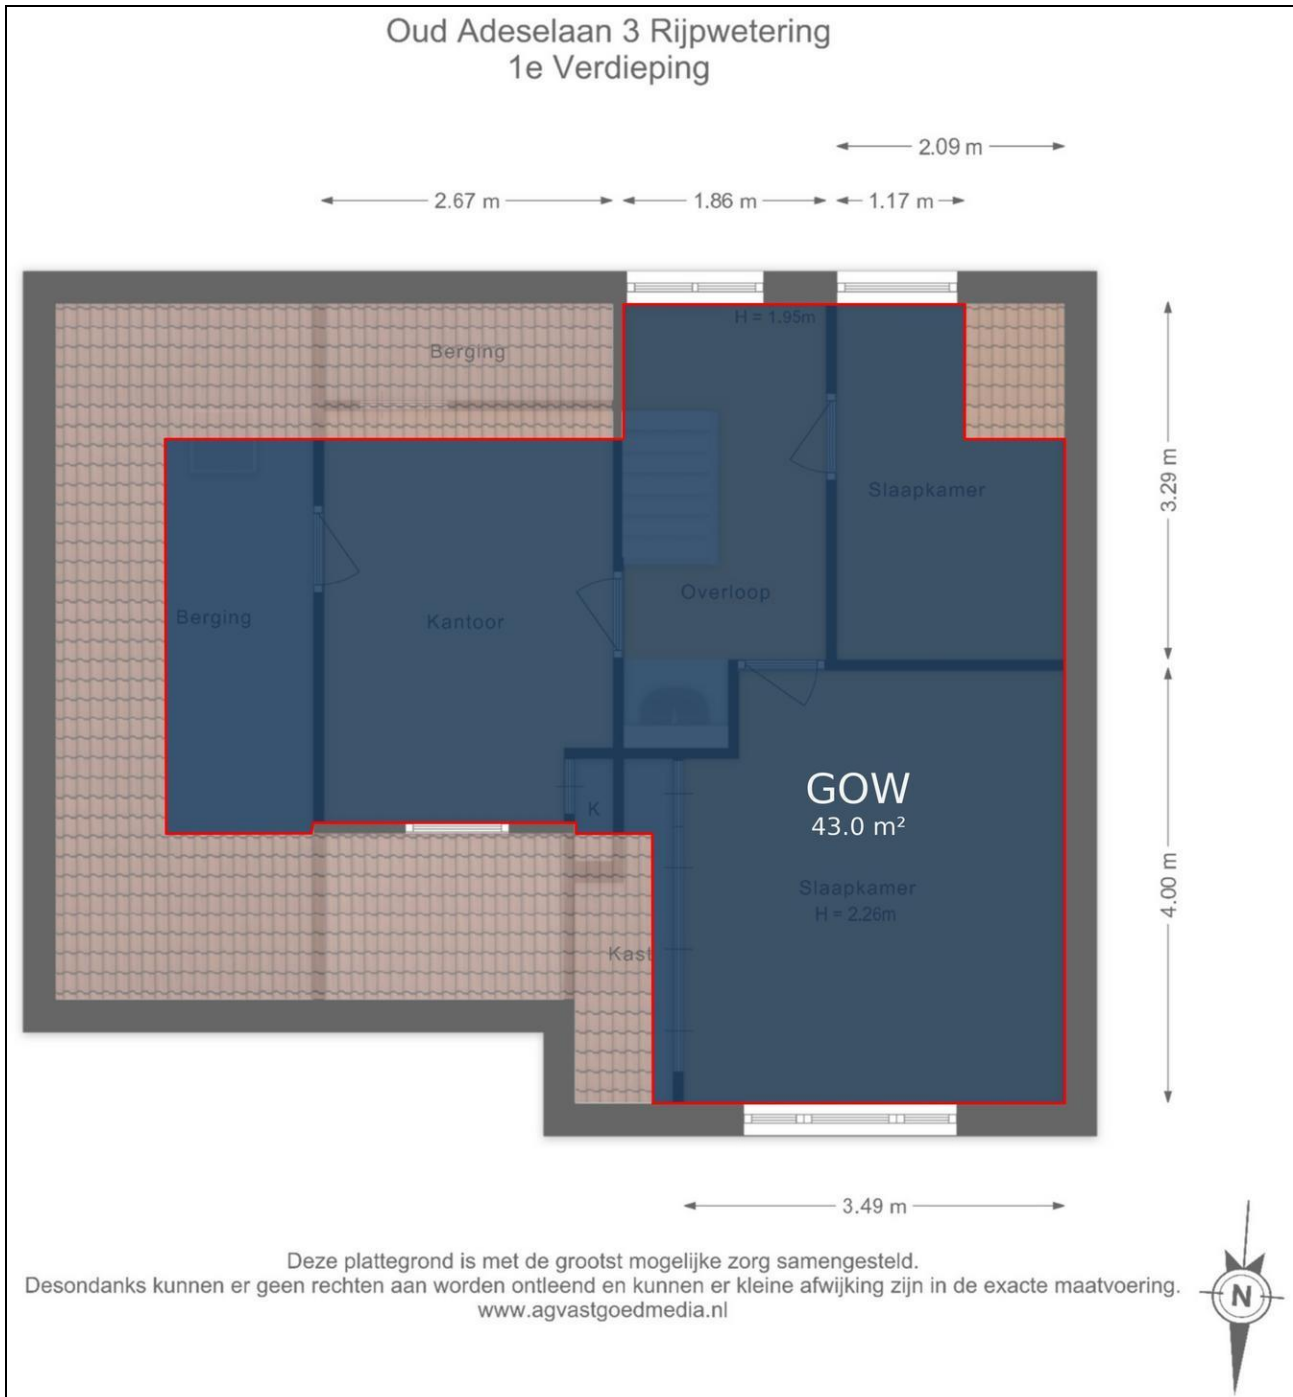 Oud Adeselaan 3 Rijpwetering
1e Verdieping
2.09 m
2.67 m
1.86 m
1.17 m
H = 1.95m
Berging
3.29 m
Slaapkamer
Overloop
Berging
Kantoor
GOW
43.0 m²
K
Slaapkamer
H = 2.26m
4.00 m
Kast
3.49 m
Deze plattegrond is met de grootst mogelijke zorg samengesteld.
Desondanks kunnen er geen rechten aan worden ontleend en kunnen er kleine afwijking zijn in de exacte maatvoering.
www.agvastgoedmedia.nl
N